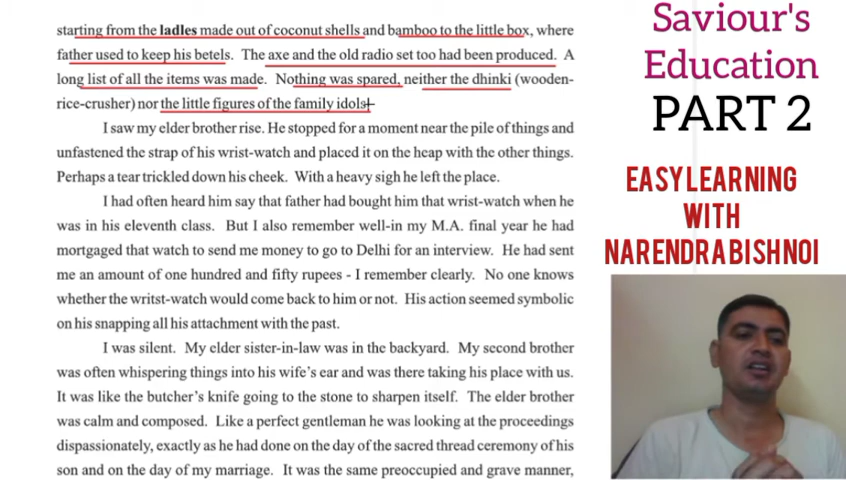 starting from the ladles made out of coconut shells and bamboo to the little box, where
father used to keep his betels. The axe and the old radio set too had been produced. A
long list of all the items was made. Nothing was spared, neither the dhinki (wooden-
rice-crusher) nor the little figures of the family idols.
I saw my elder brother rise. He stopped for a moment near the pile of things and
unfastened the strap of his wrist-watch and placed it on the heap with the other things.
Perhaps a tear trickled down his cheek. With a heavy sigh he left the place.
I had often heard him say that father had bought him that wrist-watch when he
was in his eleventh class. But I also remember well-in my M.A. final year he had
mortgaged that watch to send me money to go to Delhi for an interview. He had sent
me an amount of one hundred and fifty rupees - I remember clearly. No one knows
whether the writst-watch would come back to him or not. His action seemed symbolic
on his snapping all his attachment with the past.
I was silent. My elder sister-in-law was in the backyard. My second brother
was often whispering things into his wife's ear and was there taking his place with us.
It was like the butcher's knife going to the stone to sharpen itself. The elder brother
was calm and composed. Like a perfect gentleman he was looking at the proceedings
dispassionately, exactly as he had done on the day of the sacred thread ceremony of his
son and on the day of my marriage. It was the same preoccupied and grave manner,
Saviour's
Education
PART 2
EASY LEARNING
WITH
NARENDRA BISHNOI